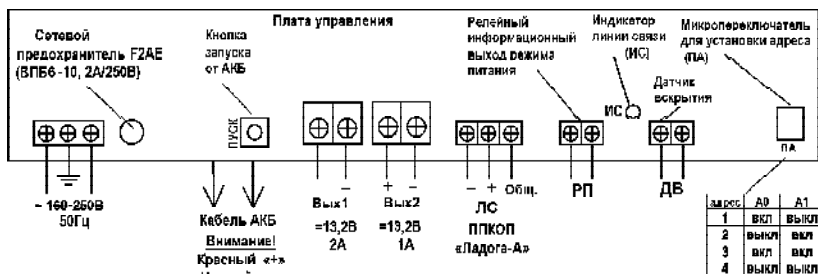 Плата управления
Сетевой
предохранитель F2AE
(ВПБ6-10, 2А/250В)
Кнопка
запуска
от АКБ
Релейный
информационный
выход режима
питания
Индикатор
линии связи
(ИС)
Микропереключатель
для установки адреса
(ПА)
Датчик
вскрытия
ИС
ПУСК
ПА
~ 160-250В
50Гц
Кабель АКБ
Внимание!
Красный «+»
–
Вых1
=13,2В
2А
+ –
Вых2
=13,2В
1А
– + Общ.
ЛС
ППКОП
«Ладога-А»
РП
ДВ
адрес А0 А1
1 вкл выкл
2 выкл вкл
3 вкл вкл
4 выкл выкл